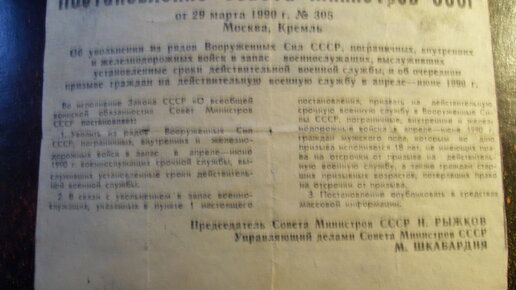 ПОСТАНОВЛЕНИЕ СОВЕТА МИНИСТРОВ СССР
от 29 марта 1990 г. № 305
Москва, Кремль
Об увольнении из рядов Вооруженных Сил СССР, пограничных, внутренних
и железнодорожных войск в запас военнослужащих, выслуживших
установленные сроки действительной военной службы, и об очередном
призыве граждан на действительную военную службу в апреле—июне 1990 г.
Во исполнение Закона СССР «О всеобщей
воинской обязанности» Совет Министров
СССР постановляет:
1. Уволить из рядов Вооруженных Сил
СССР, пограничных, внутренних и железно-
дорожных войск в запас в апреле—июне
1990 г. военнослужащих срочной службы, вы-
служивших установленные сроки действитель-
ной военной службы.
2. В связи с увольнением в запас военно-
служащих, указанных в пункте 1 настоящего
постановления, призвать на действительную
срочную военную службу в Вооруженные Си-
лы СССР, пограничные, внутренние и желез-
нодорожные войска в апреле—июне 1990 г.
граждан мужского пола, которым ко дню
призыва исполняется 18 лет, не имеющих пра-
ва на отсрочки от призыва на действитель-
ную военную службу, а также граждан стар-
ших призывных возрастов, потерявших право
на отсрочки от призыва.
3. Постановление опубликовать в средствах
массовой информации.
Председатель Совета Министров СССР Н. РЫЖКОВ
Управляющий делами Совета Министров СССР
М. ШКАБАРДНЯ